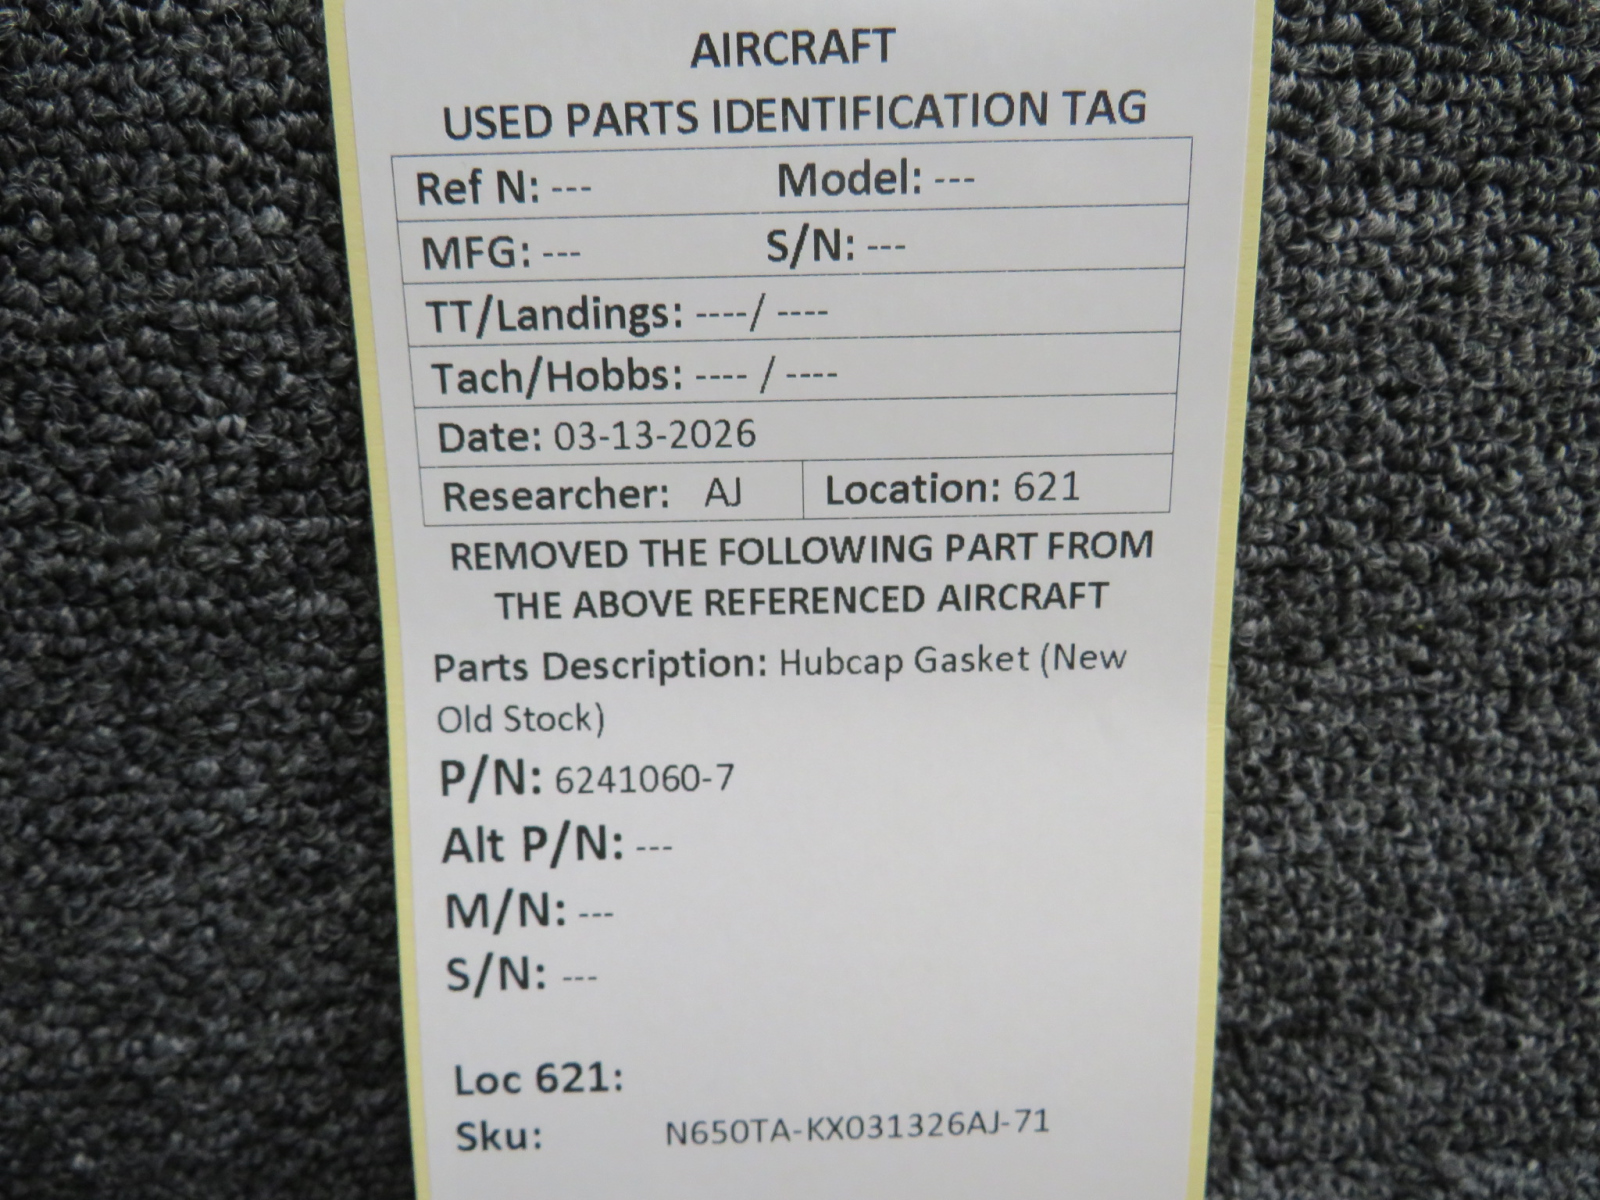 AIRCRAFT
USED PARTS IDENTIFICATION TAG
Ref N: --- Model: ---
MFG: --- S/N: ---
TT/Landings: ----/ ----
Tach/Hobbs: ---- / ----
Date: 03-13-2026
Researcher: AJ Location: 621
REMOVED THE FOLLOWING PART FROM
THE ABOVE REFERENCED AIRCRAFT
Parts Description: Hubcap Gasket (New
Old Stock)
P/N: 6241060-7
Alt P/N: ---
M/N: ---
S/N: ---
Loc 621:
Sku: N650TA-KX031326AJ-71